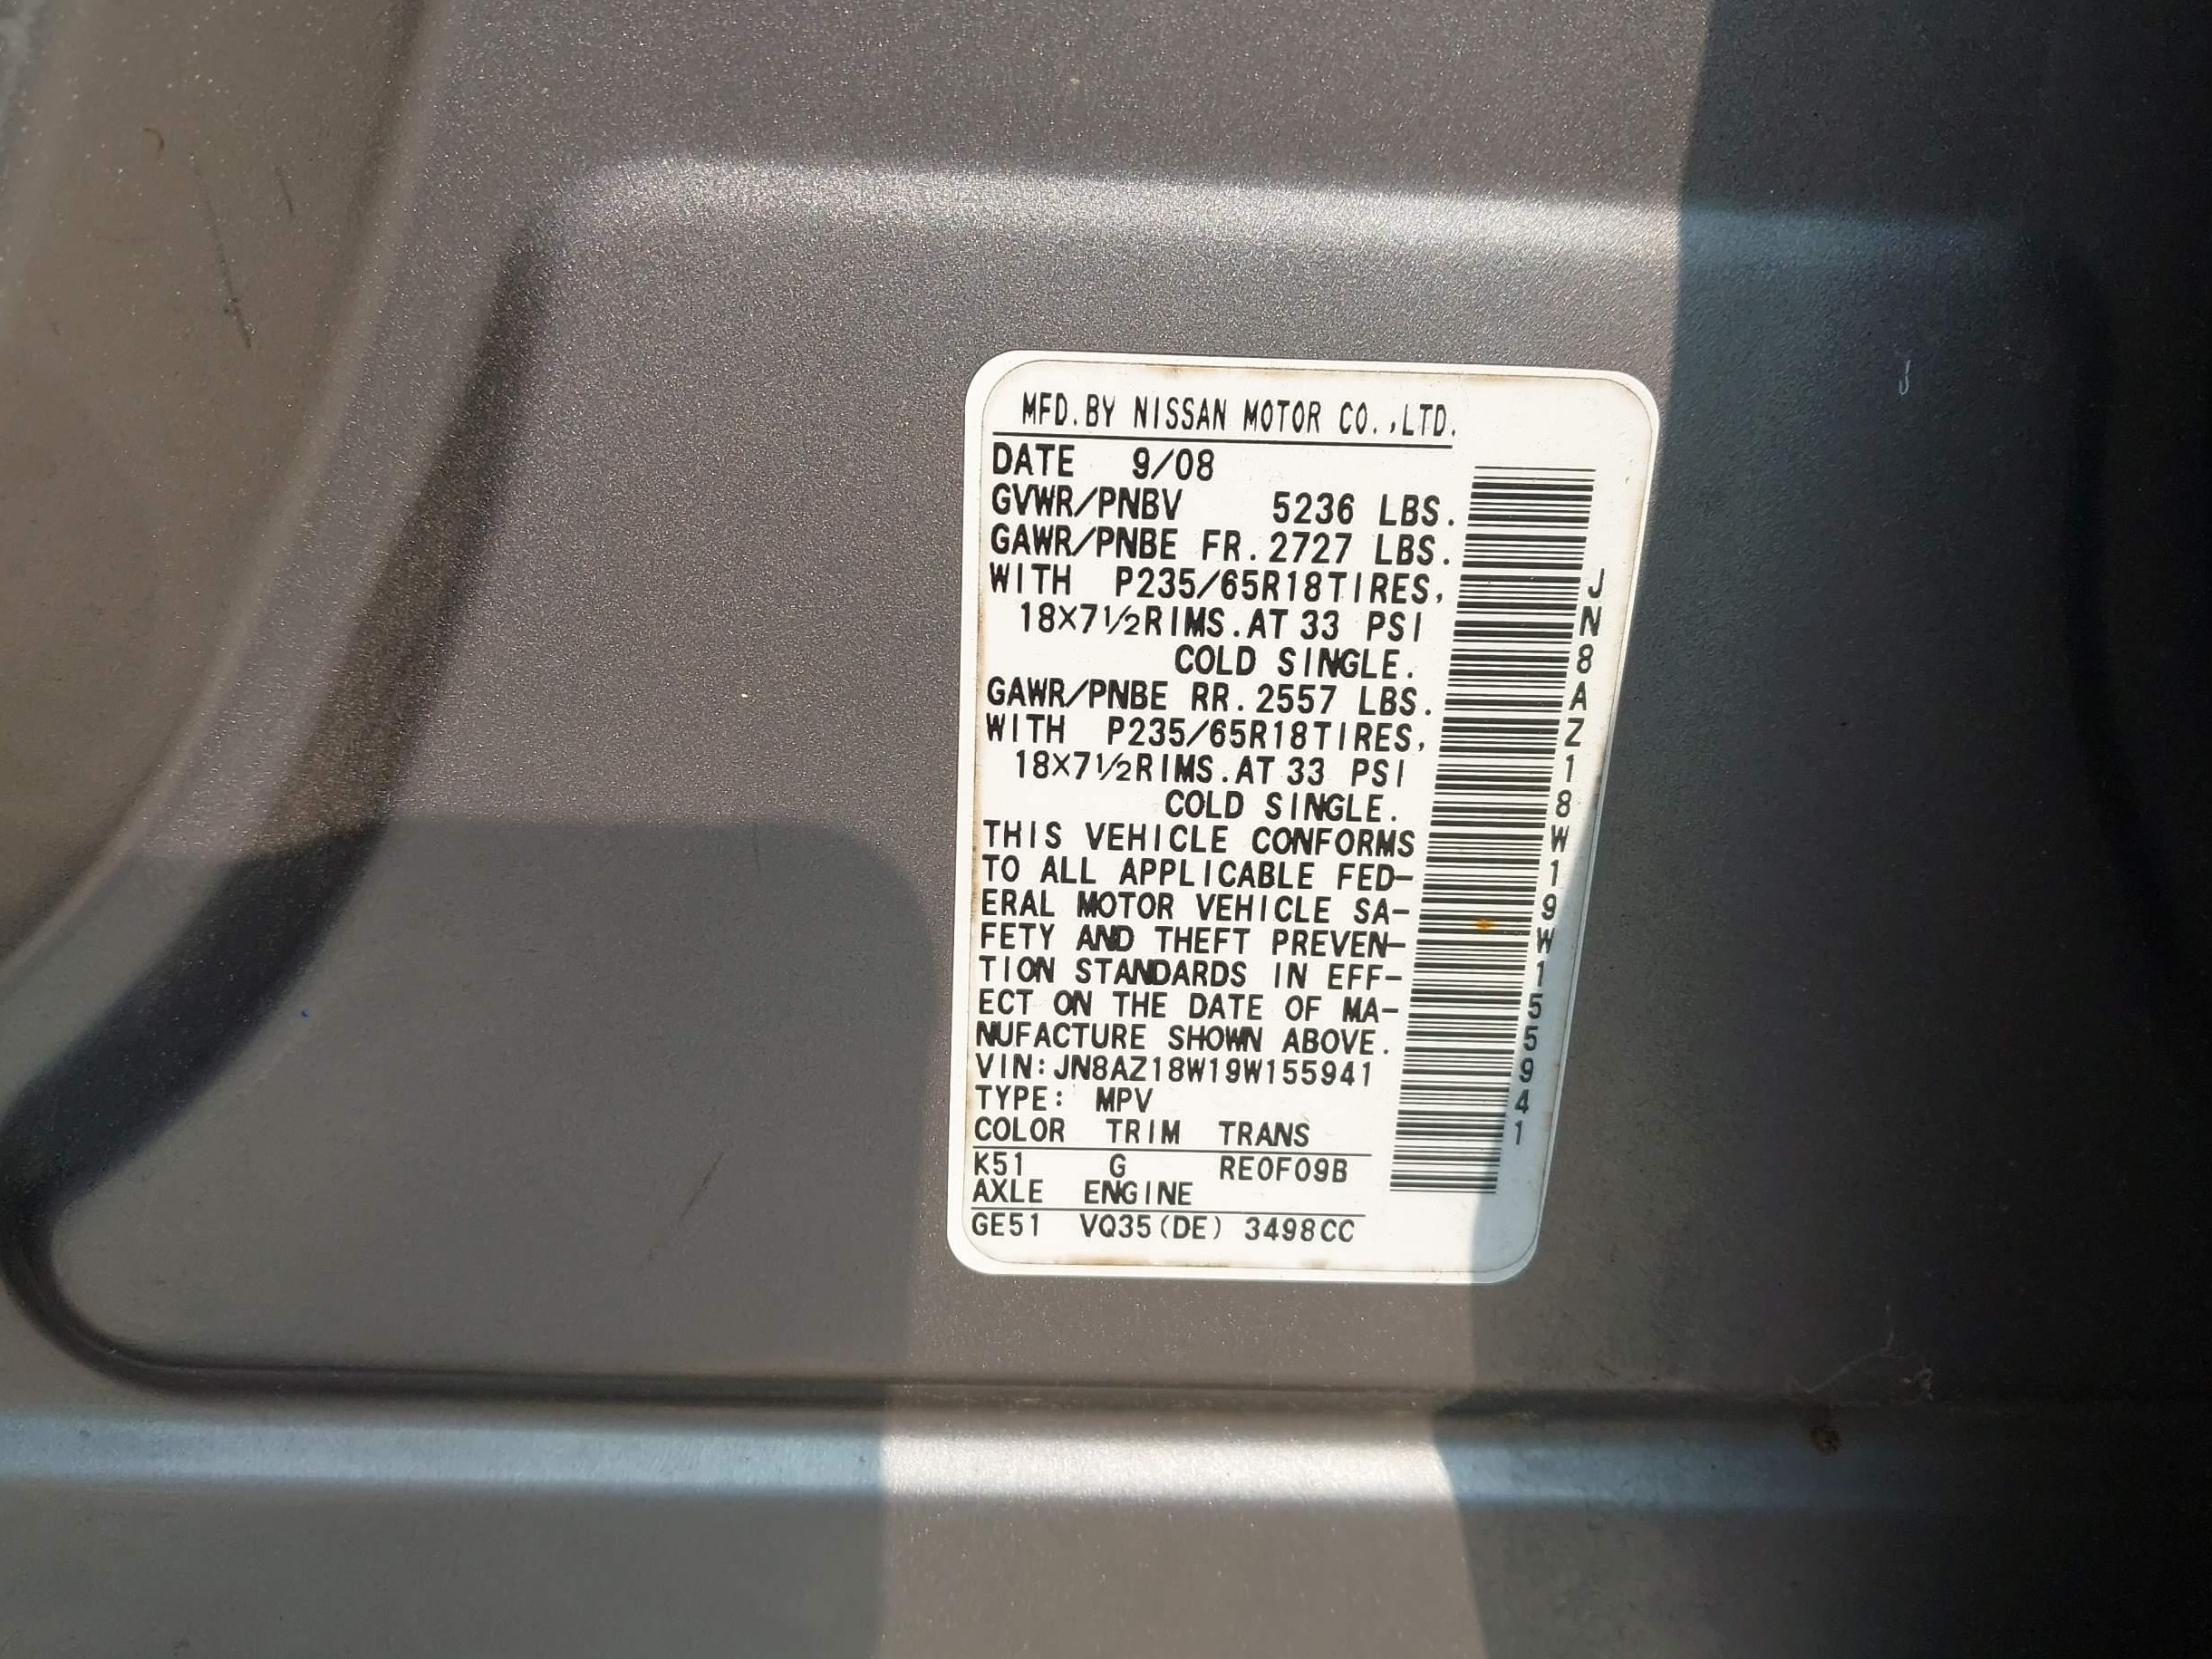 MFD.BY NISSAN MOTOR CO.,LTD.
DATE 9/08
GVWR/PNBV 5236 LBS.
GAWR/PNBE FR.2727 LBS.
WITH P235/65R18TIRES,
18X7½RIMS.AT 33 PSI
COLD SINGLE.
GAWR/PNBE RR.2557 LBS.
WITH P235/65R18TIRES,
18X7½RIMS.AT 33 PSI
COLD SINGLE.
THIS VEHICLE CONFORMS
TO ALL APPLICABLE FED-
ERAL MOTOR VEHICLE SA-
FETY AND THEFT PREVEN-
TION STANDARDS IN EFF-
ECT ON THE DATE OF MA-
NUFACTURE SHOWN ABOVE.
VIN:JN8AZ18W19W155941
TYPE: MPV
COLOR TRIM TRANS
K51 G RE0F09B
AXLE ENGINE
GE51 VQ35(DE) 3498CC
JN8AZ18W19W155941